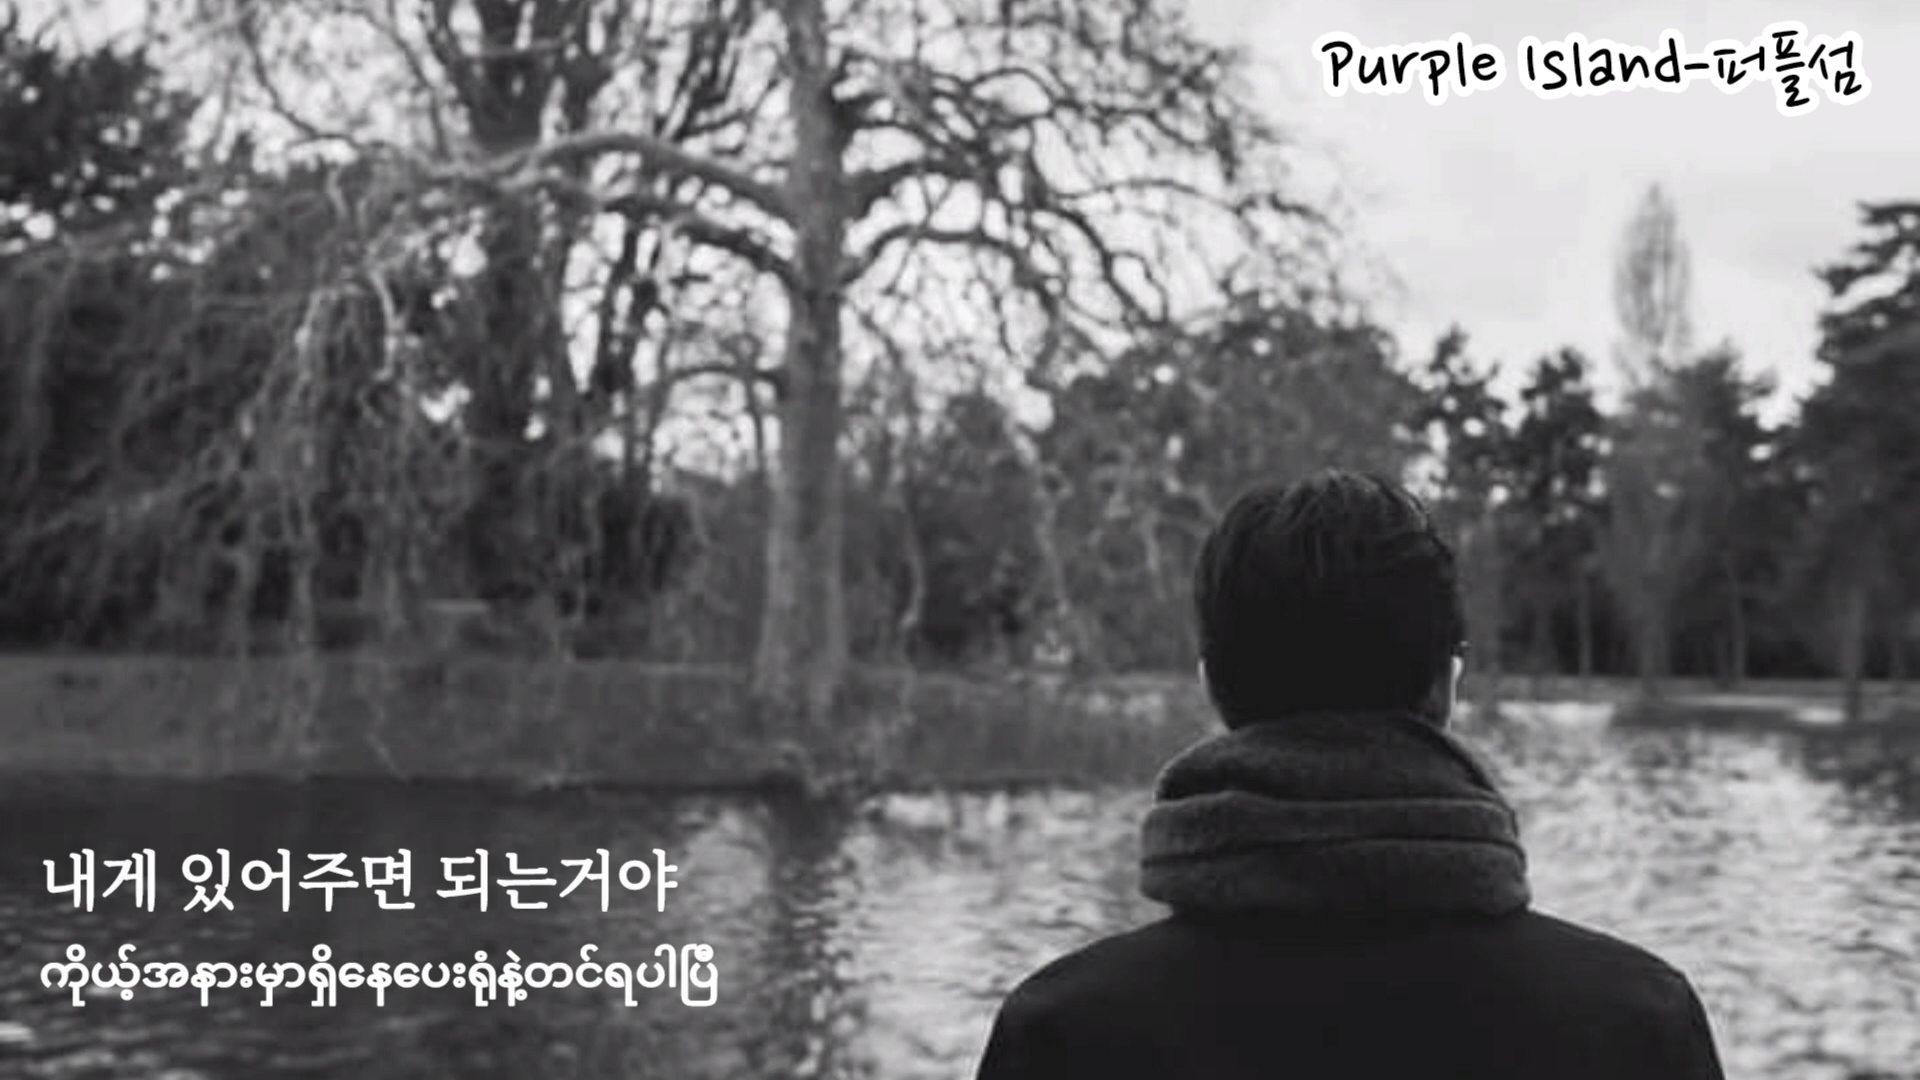 Purple Island-퍼플섬
내게 있어주면 되는거야
ကိုယ့်အနားမှာရှိနေပေးရုံနဲ့တင်ရပါပြီ